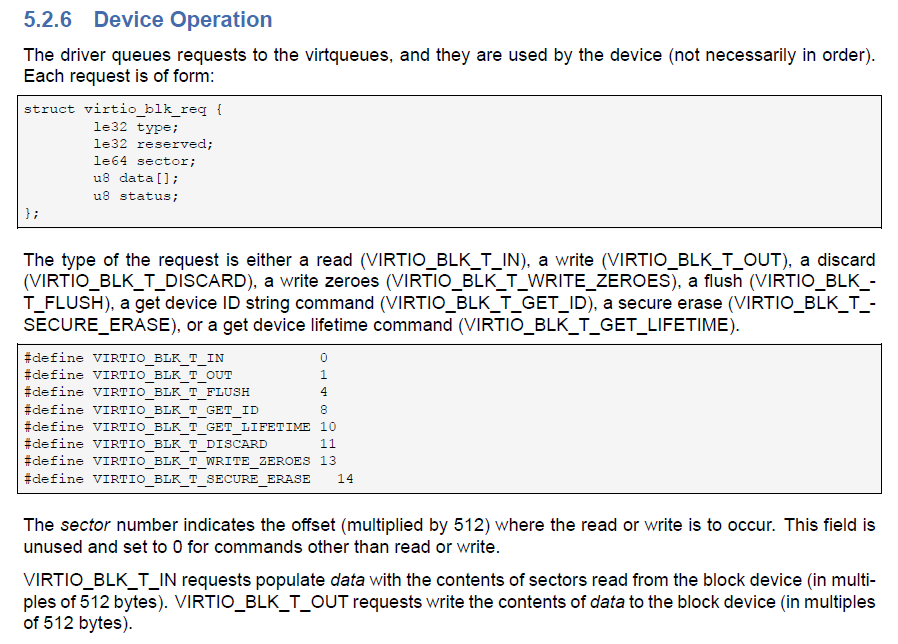 5.2.6 Device Operation
The driver queues requests to the virtqueues, and they are used by the device (not necessarily in order).
Each request is of form:
struct virtio_blk_req {
        le32 type;
        le32 reserved;
        le64 sector;
        u8 data[];
        u8 status;
};
The type of the request is either a read (VIRTIO_BLK_T_IN), a write (VIRTIO_BLK_T_OUT), a discard
(VIRTIO_BLK_T_DISCARD), a write zeroes (VIRTIO_BLK_T_WRITE_ZEROES), a flush (VIRTIO_BLK_-
T_FLUSH), a get device ID string command (VIRTIO_BLK_T_GET_ID), a secure erase (VIRTIO_BLK_T_-
SECURE_ERASE), or a get device lifetime command (VIRTIO_BLK_T_GET_LIFETIME).
#define VIRTIO_BLK_T_IN           0
#define VIRTIO_BLK_T_OUT          1
#define VIRTIO_BLK_T_FLUSH        4
#define VIRTIO_BLK_T_GET_ID       8
#define VIRTIO_BLK_T_GET_LIFETIME 10
#define VIRTIO_BLK_T_DISCARD      11
#define VIRTIO_BLK_T_WRITE_ZEROES 13
#define VIRTIO_BLK_T_SECURE_ERASE   14
The sector number indicates the offset (multiplied by 512) where the read or write is to occur. This field is
unused and set to 0 for commands other than read or write.
VIRTIO_BLK_T_IN requests populate data with the contents of sectors read from the block device (in multi-
ples of 512 bytes). VIRTIO_BLK_T_OUT requests write the contents of data to the block device (in multiples
of 512 bytes).